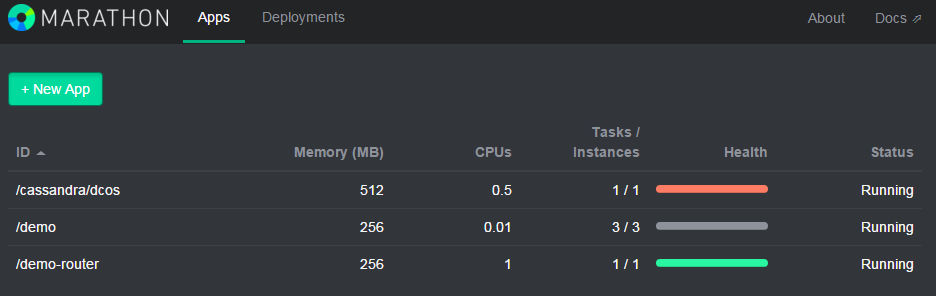 MARATHON Apps Deployments About Docs
+ New App
Tasks /
ID Memory (MB) CPUs Instances Health Status
/cassandra/dcos 512 0.5 1 / 1 Running
/demo 256 0.01 3 / 3 Running
/demo-router 256 1 1 / 1 Running